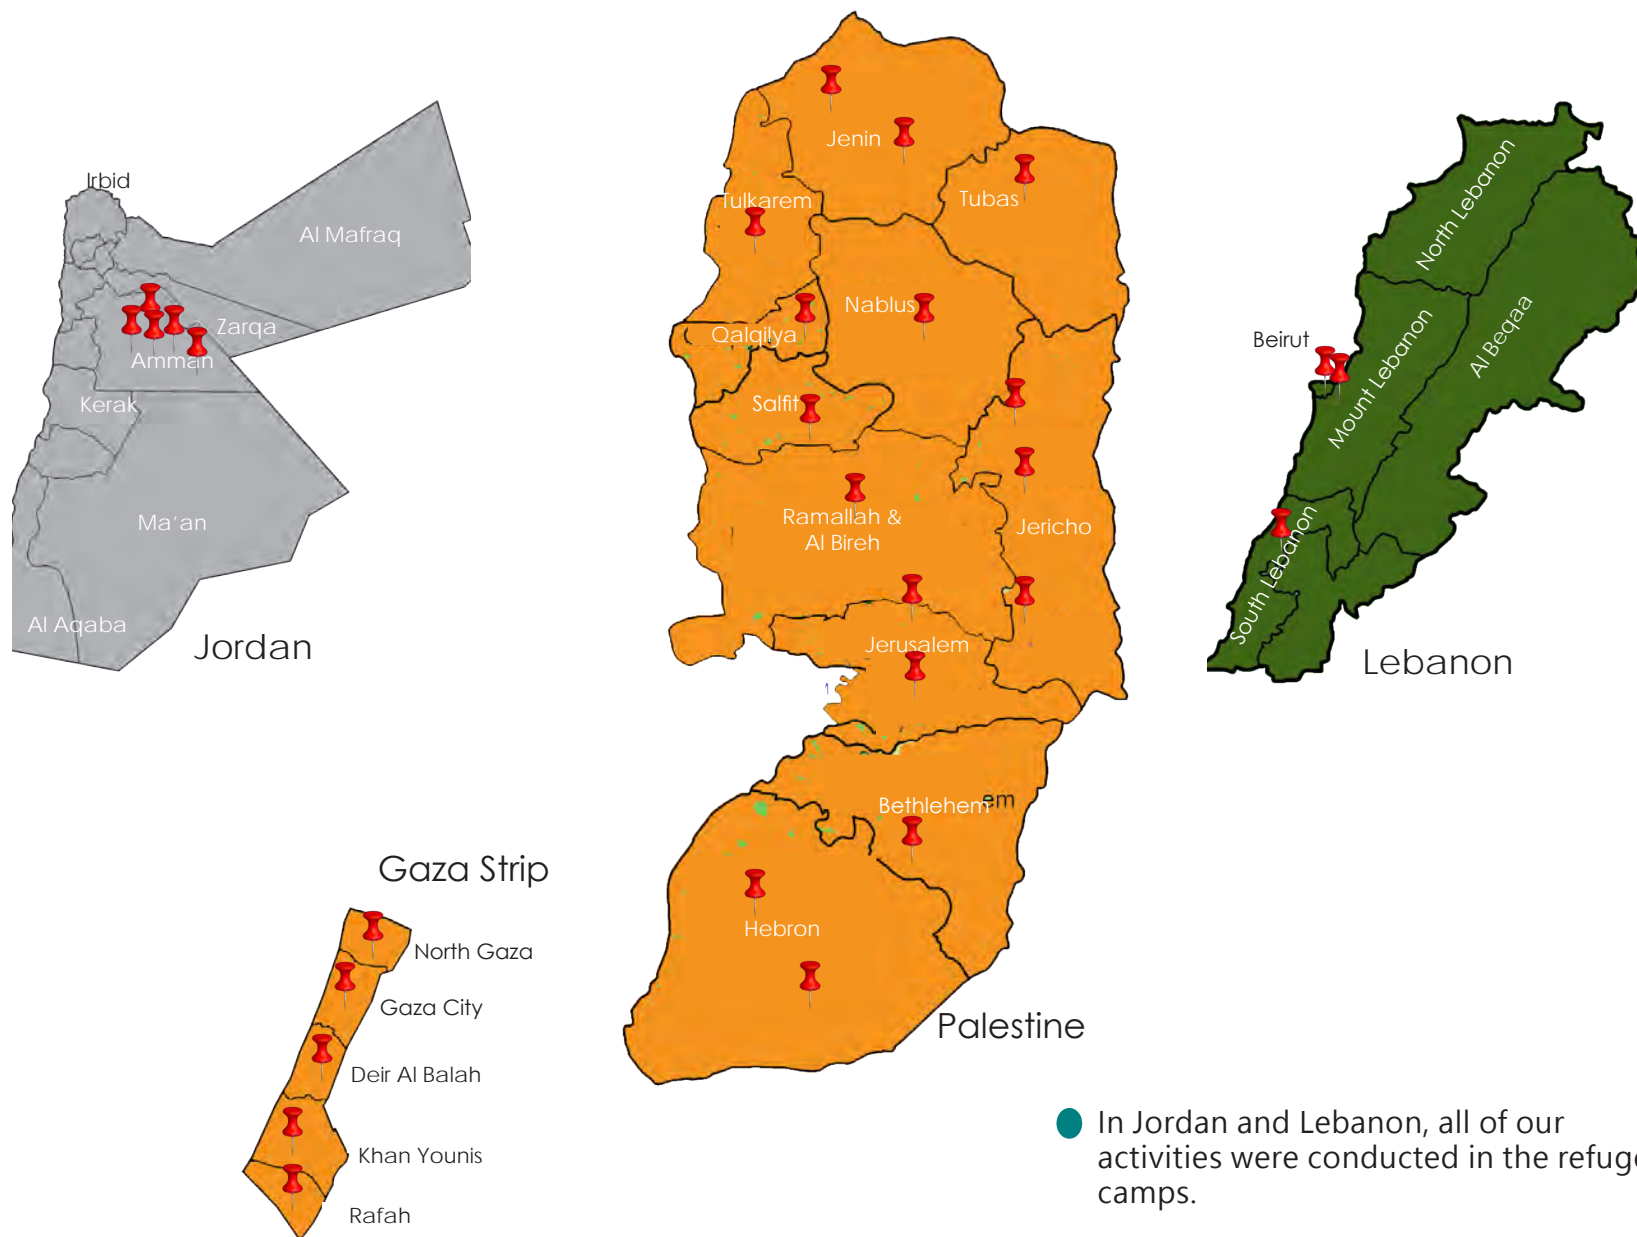 Irbid
Al Mafraq
Zarqa
Amman
Kerak
Ma'an
Al Aqaba
Jordan
Jenin
Tulkarem
Tubas
Nablus
Qalqilya
Salfit
Ramallah &
Al Bireh
Jericho
Jerusalem
Bethlehem
em
Hebron
Palestine
North Lebanon
Beirut
Mount Lebanon
Al Beqaa
South Lebanon
Lebanon
Gaza Strip
North Gaza
Gaza City
Deir Al Balah
Khan Younis
Rafah
In Jordan and Lebanon, all of our
activities were conducted in the refuge
camps.